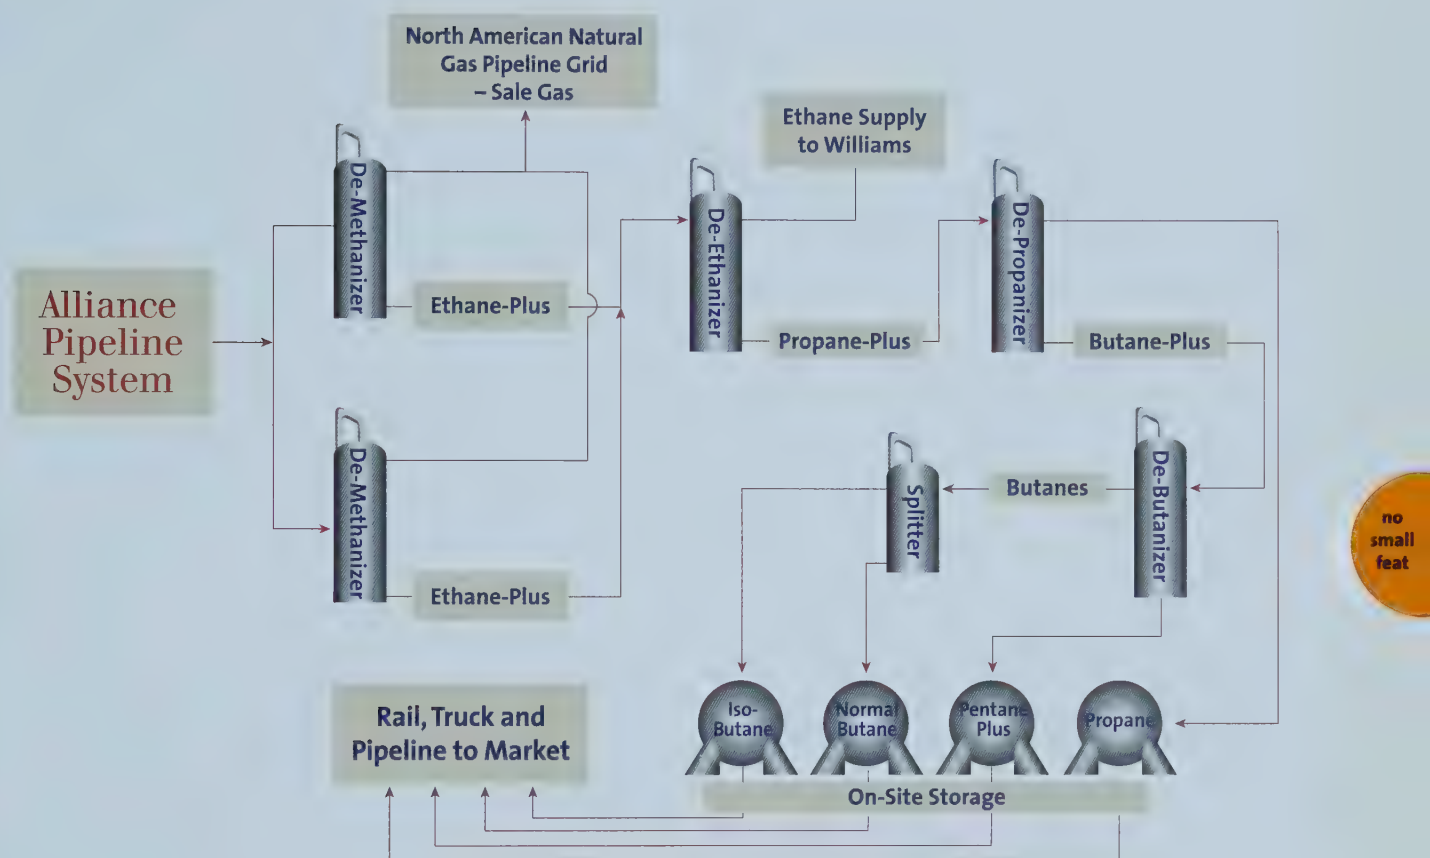 North American Natural
Gas Pipeline Grid
– Sale Gas
Ethane Supply
to Williams
De-Methanizer
De-Ethanizer
De-Propanizer
Alliance
Pipeline
System
Ethane-Plus
Propane-Plus
Butane-Plus
De-Methanizer
Splitter
Butanes
De-Butanizer
no
small
feat
Ethane-Plus
Rail, Truck and
Pipeline to Market
Iso-
Butane
Normal
Butane
Pentane
Plus
Propane
On-Site Storage